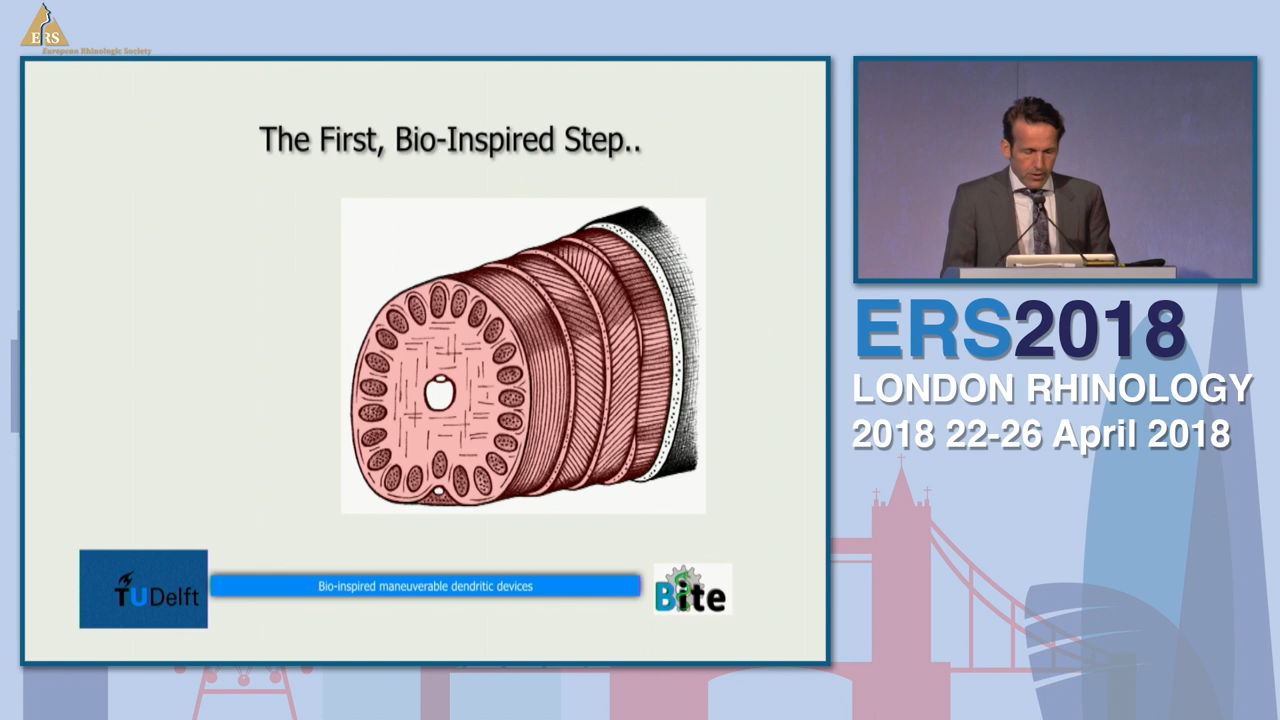 ERS
European Rhinologic Society
The First, Bio-Inspired Step..
TUDelft
Bio-inspired maneuverable dendritic devices
Bite
ERS2018
LONDON RHINOLOGY
2018 22-26 April 2018